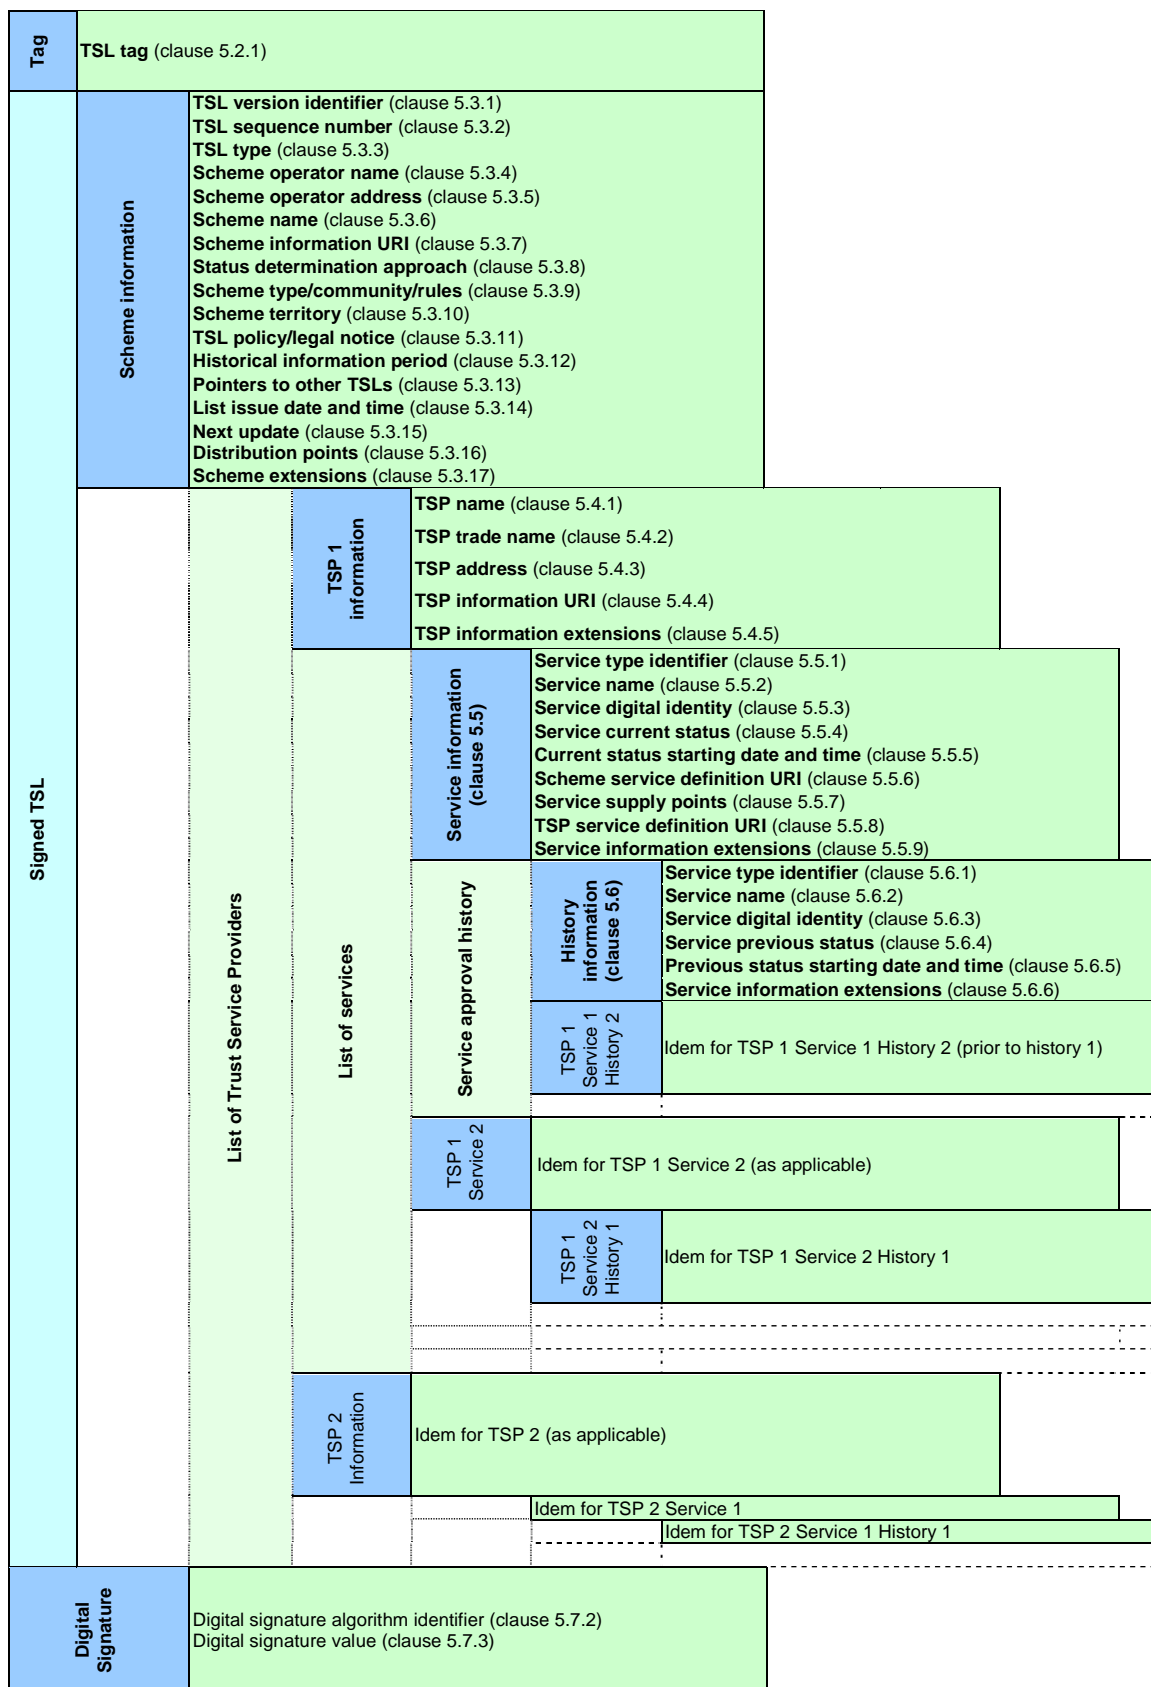 Tag
TSL tag (clause 5.2.1)
Signed TSL
Scheme information
TSL version identifier (clause 5.3.1)
TSL sequence number (clause 5.3.2)
TSL type (clause 5.3.3)
Scheme operator name (clause 5.3.4)
Scheme operator address (clause 5.3.5)
Scheme name (clause 5.3.6)
Scheme information URI (clause 5.3.7)
Status determination approach (clause 5.3.8)
Scheme type/community/rules (clause 5.3.9)
Scheme territory (clause 5.3.10)
TSL policy/legal notice (clause 5.3.11)
Historical information period (clause 5.3.12)
Pointers to other TSLs (clause 5.3.13)
List issue date and time (clause 5.3.14)
Next update (clause 5.3.15)
Distribution points (clause 5.3.16)
Scheme extensions (clause 5.3.17)
List of Trust Service Providers
TSP 1
information
TSP name (clause 5.4.1)
TSP trade name (clause 5.4.2)
TSP address (clause 5.4.3)
TSP information URI (clause 5.4.4)
TSP information extensions (clause 5.4.5)
List of services
Service information
(clause 5.5)
Service type identifier (clause 5.5.1)
Service name (clause 5.5.2)
Service digital identity (clause 5.5.3)
Service current status (clause 5.5.4)
Current status starting date and time (clause 5.5.5)
Scheme service definition URI (clause 5.5.6)
Service supply points (clause 5.5.7)
TSP service definition URI (clause 5.5.8)
Service information extensions (clause 5.5.9)
Service approval history
History
information
(clause 5.6)
Service type identifier (clause 5.6.1)
Service name (clause 5.6.2)
Service digital identity (clause 5.6.3)
Service previous status (clause 5.6.4)
Previous status starting date and time (clause 5.6.5)
Service information extensions (clause 5.6.6)
TSP 1
Service 1
History 2
Idem for TSP 1 Service 1 History 2 (prior to history 1)
TSP 1
Service 2
Idem for TSP 1 Service 2 (as applicable)
TSP 1
Service 2
History 1
Idem for TSP 1 Service 2 History 1
TSP 2
Information
Idem for TSP 2 (as applicable)
Idem for TSP 2 Service 1
Idem for TSP 2 Service 1 History 1
Digital
Signature
Digital signature algorithm identifier (clause 5.7.2)
Digital signature value (clause 5.7.3)